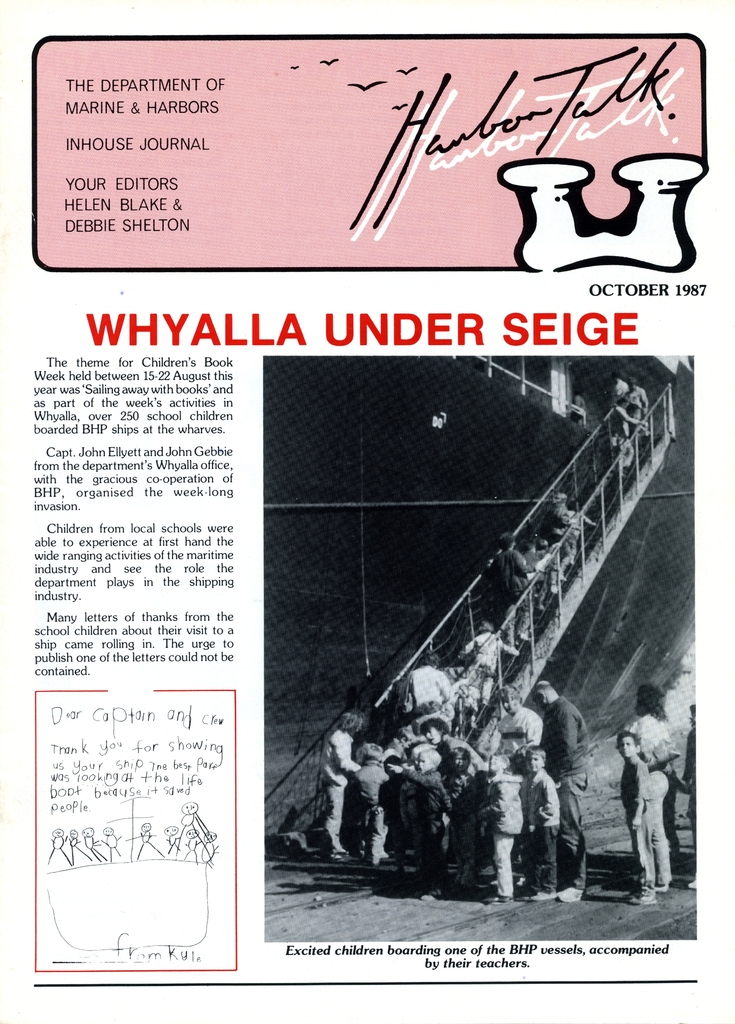 THE DEPARTMENT OF
MARINE & HARBORS
INHOUSE JOURNAL
YOUR EDITORS
HELEN BLAKE &
DEBBIE SHELTON
Harbor Talk.
OCTOBER 1987
WHYALLA UNDER SEIGE
The theme for Children's Book
Week held between 15-22 August this
year was 'Sailing away with books' and
as part of the week's activities in
Whyalla, over 250 school children
boarded BHP ships at the wharves.
Capt. John Ellyett and John Gebbie
from the department's Whyalla office,
with the gracious co-operation of
BHP, organised the week-long
invasion.
Children from local schools were
able to experience at first hand the
wide ranging activities of the maritime
industry and see the role the
department plays in the shipping
industry.
Many letters of thanks from the
school children about their visit to a
ship came rolling in. The urge to
publish one of the letters could not be
contained.
Dear Captain and Crew
Thank you for showing
us your ship The best part
was looking at the life
boat because it saved
people.
from Kyle
Excited children boarding one of the BHP vessels, accompanied
by their teachers.